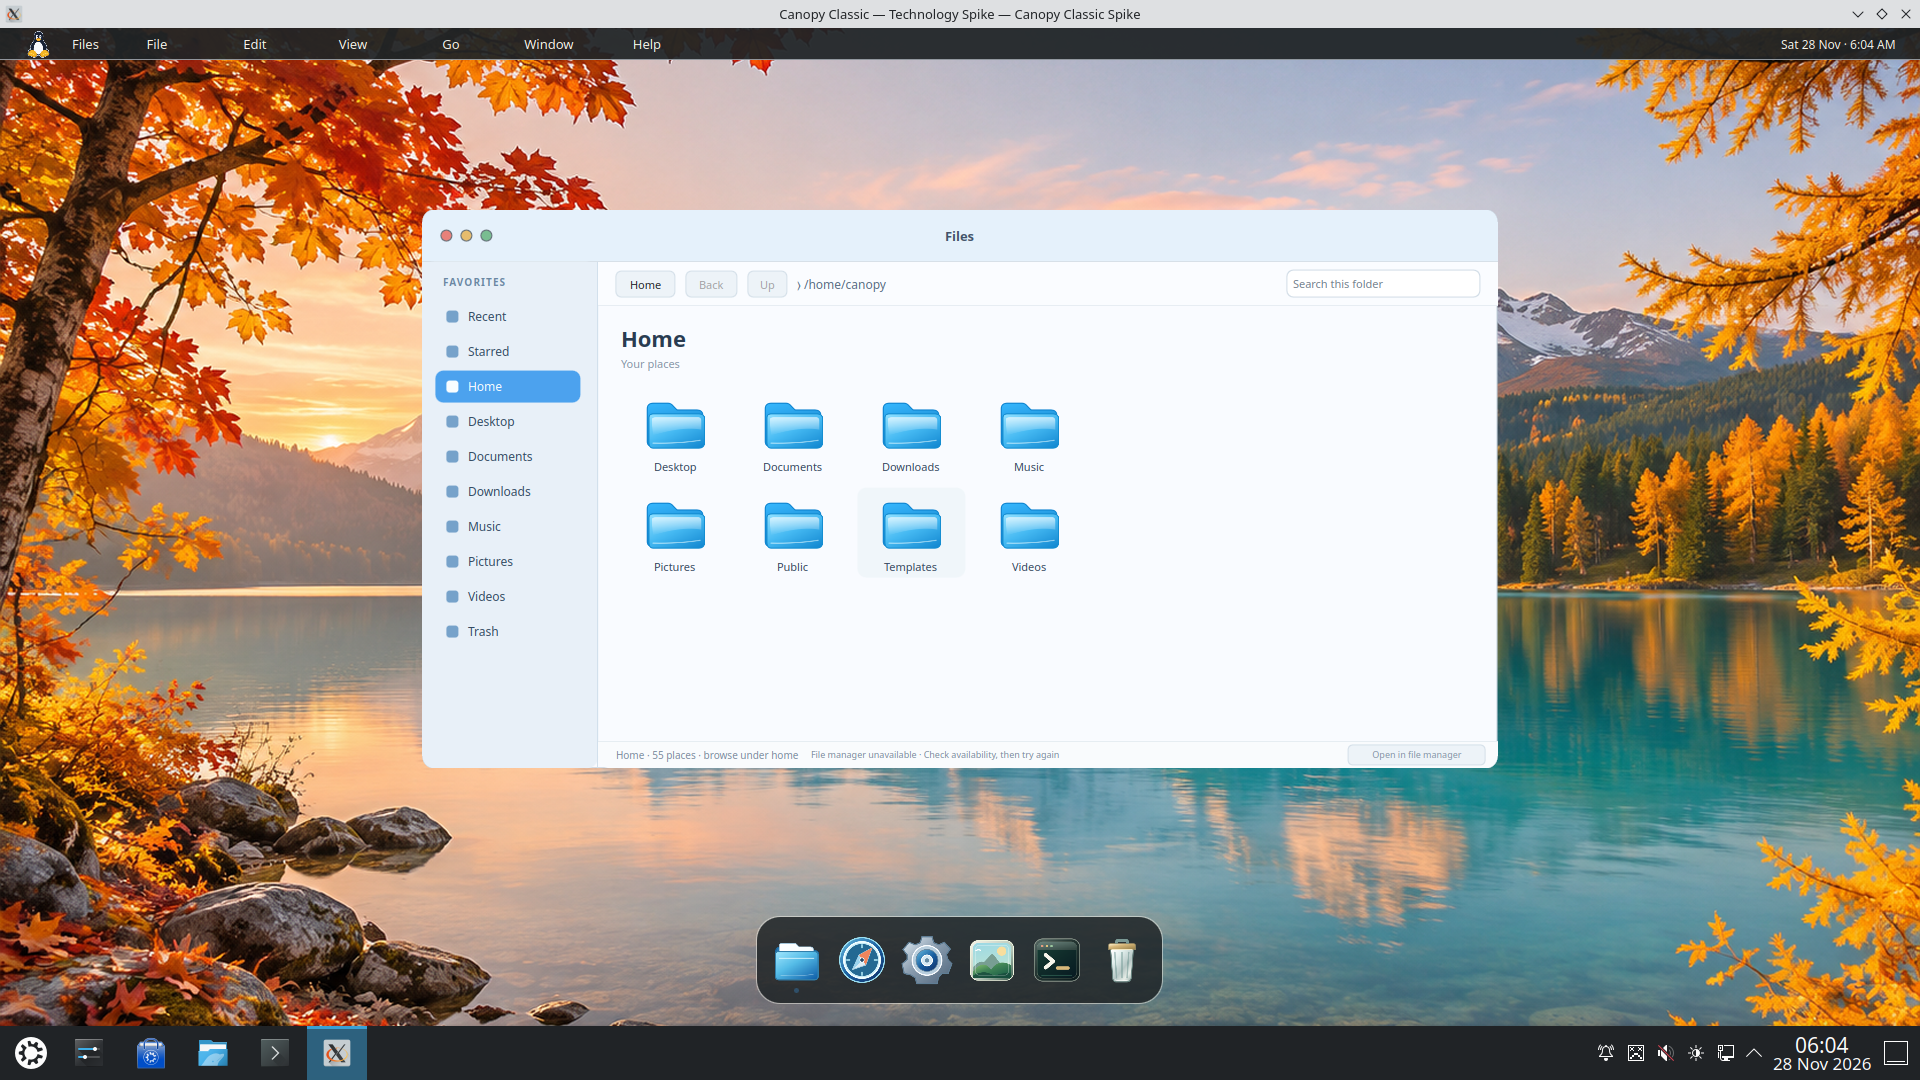 Canopy Classic — Technology Spike — Canopy Classic Spike
Files File Edit View Go Window Help
Sat 28 Nov · 6:04 AM
Files
FAVORITES
Recent
Starred
Home
Desktop
Documents
Downloads
Music
Pictures
Videos
Trash
Home Back Up › /home/canopy
Search this folder
Home
Your places
Desktop Documents Downloads Music
Pictures Public Templates Videos
Home · 55 places · browse under home File manager unavailable · Check availability, then try again
Open in file manager
06:04
28 Nov 2026